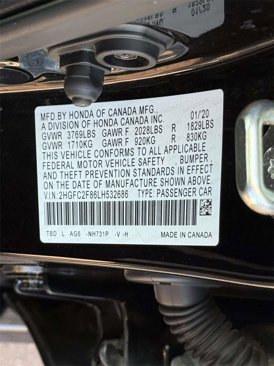 MFD.BY HONDA OF CANADA MFG.,
A DIVISION OF HONDA CANADA INC. 01/20
GVWR 3769LBS GAWR F 2028LBS R 1829LBS
GVWR 1710KG GAWR F 920KG R 830KG
THIS VEHICLE CONFORMS TO ALL APPLICABLE
FEDERAL MOTOR VEHICLE SAFETY , BUMPER,
AND THEFT PREVENTION STANDARDS IN EFFECT
ON THE DATE OF MANUFACTURE SHOWN ABOVE.
V.I.N: 2HGFC2F86LH532686 TYPE: PASSENGER CAR
TBD L AG6 -NH731P -V -H
MADE IN CANADA